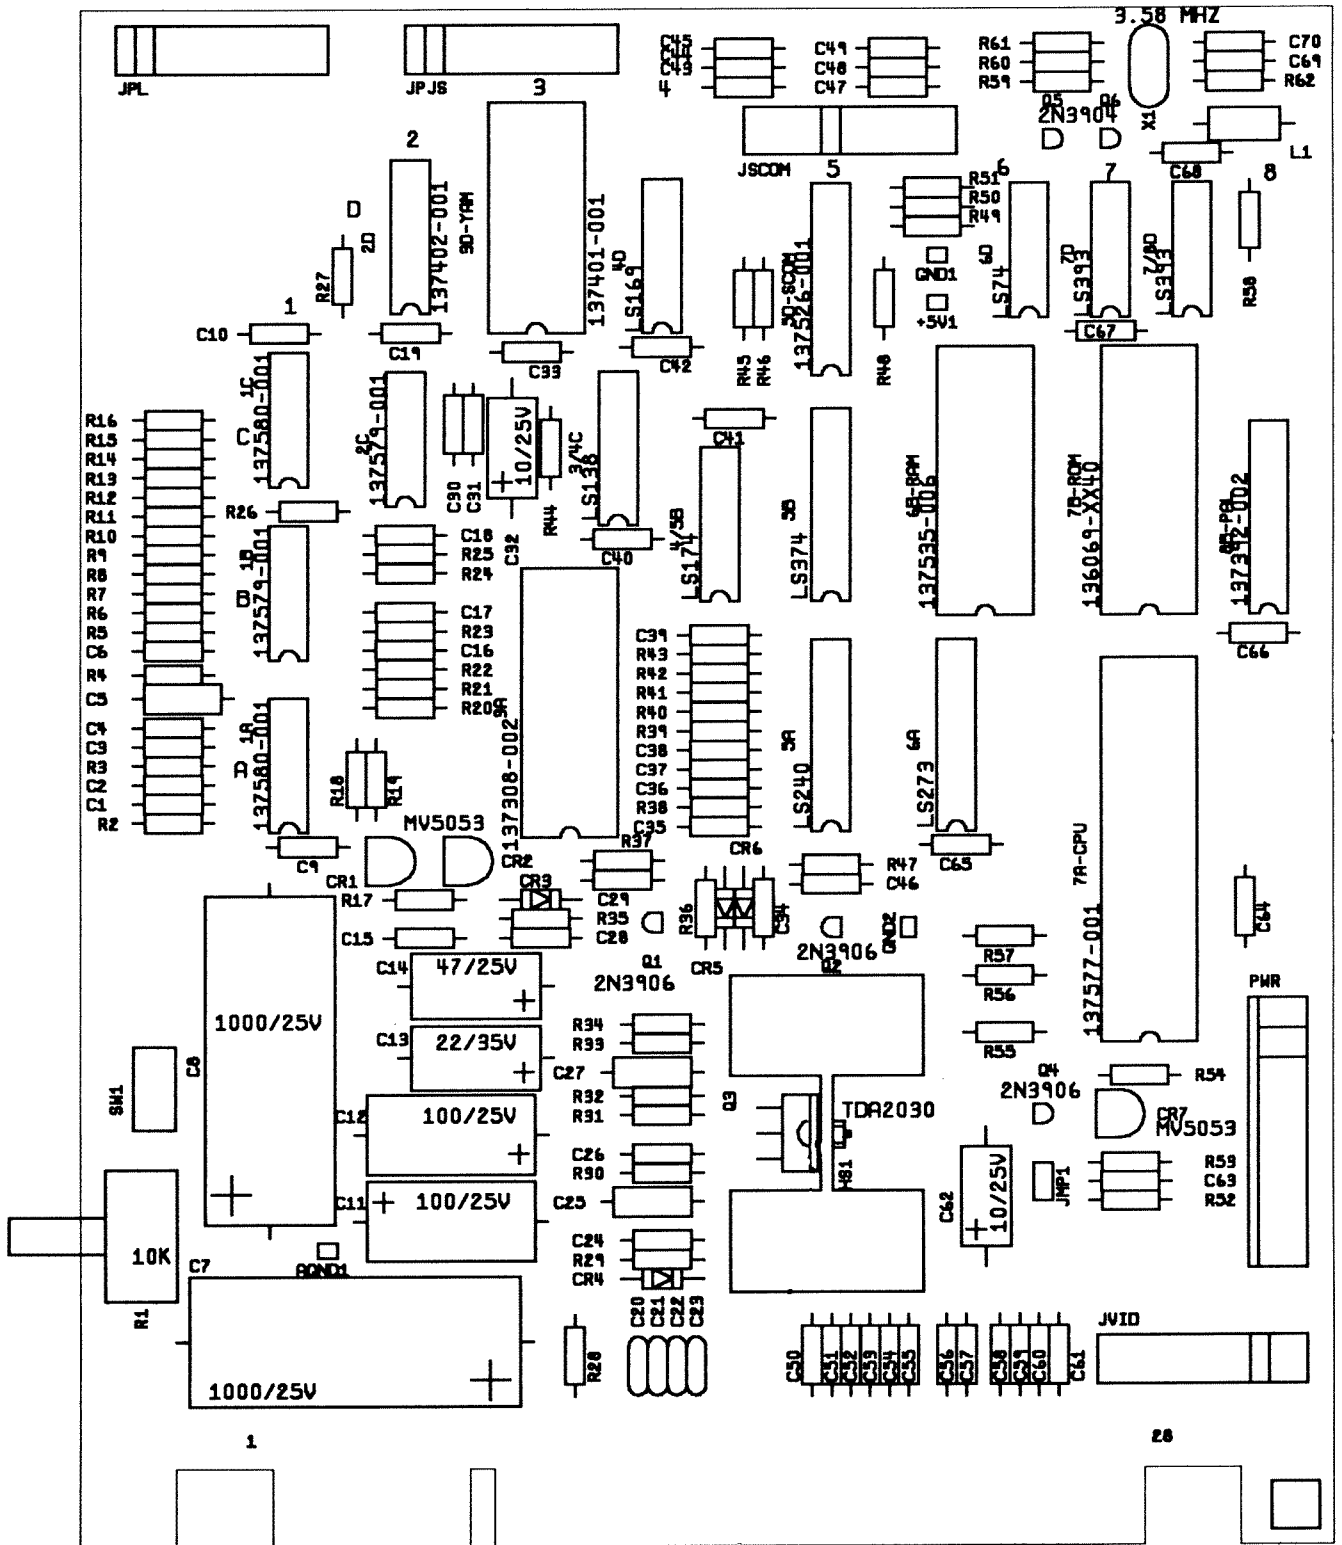 3.58 MHZ
C45
C44
C43
4
C49
C48
C47
R61
R60
R59
C70
C69
R62
JPL
JPJS
3
Q5
Q6
2N3904
X1
L1
2
JSCOM
5
R51
R50
R49
6
7
C68
8
D
2D
137402-001
3D-YAM
137401-001
4D
LS169
5D-SCOM
137526-001
GND1
+5V1
6D
LS74
7D
LS393
7/8D
LS393
R58
R27
1
C10
C19
C33
C42
R45
R46
R48
C67
1C
C
137580-001
2C
137579-001
10/25V
+
3/4C
LS138
C41
R16
R15
R14
R13
R12
R11
R10
R9
R8
R7
R6
R5
C6
R4
C5
C4
C3
R3
C2
C1
R2
R26
C30
C31
C32
R44
C40
4/5B
LS174
5B
LS374
6B-RAM
137535-006
7B-ROM
136069-XX40
8B-PAL
137392-002
C18
R25
R24
1B
B
137579-001
C17
R23
C16
R22
R21
R20
C39
R43
R42
R41
R40
R39
C38
C37
C36
R38
C35
C66
1A
A
137580-001
R18
R19
3A
137308-002
5A
LS240
6A
LS273
7A-CPU
137577-001
MV5053
C9
CR1
CR2
R37
C29
CR6
R47
C46
C65
C64
R17
CR3
R35
C28
R36
C34
GND2
C15
Q1
2N3906
CR5
2N3906
Q2
R57
R56
R55
PWR
C14
47/25V
+
C13
22/35V
+
1000/25V
C8
+
SW1
R34
R33
C27
R32
R31
C12
100/25V
+
C26
R30
C25
C11
+
100/25V
Q3
TDA2030
HS1
Q4
2N3906
R54
CR7
MV5053
C62
10/25V
+
JMP1
R53
C63
R52
10K
R1
AGND1
C24
R29
CR4
C7
1000/25V
+
R28
C20
C21
C22
C23
C50
C51
C52
C53
C54
C55
C56
C57
C58
C59
C60
C61
JVID
1
28